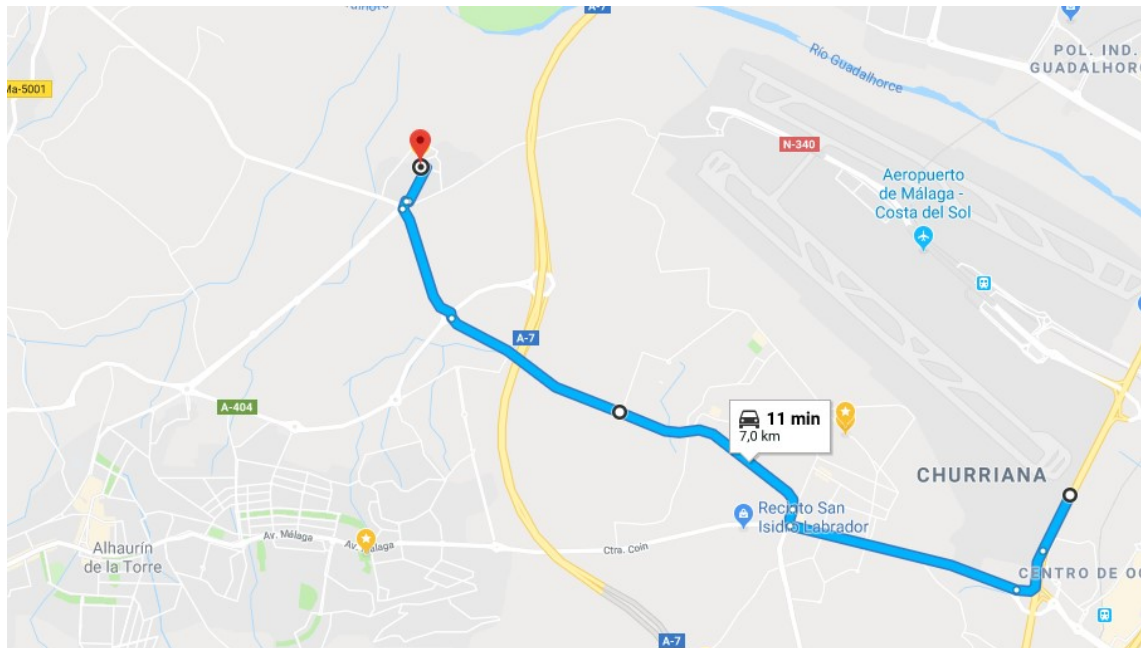 A-7
Alhorc
Ma-5001
Río Guadalhorce
POL. IND.
GUADALHORC
N-340
Aeropuerto
de Málaga -
Costa del Sol
A-7
A-404
11 min
7,0 km
CHURRIANA
Recinto San
Isidro Labrador
Av. Málaga
Av. Málaga
Alhaurín
de la Torre
Ctra. Coin
CENTRO DE OC
A-7